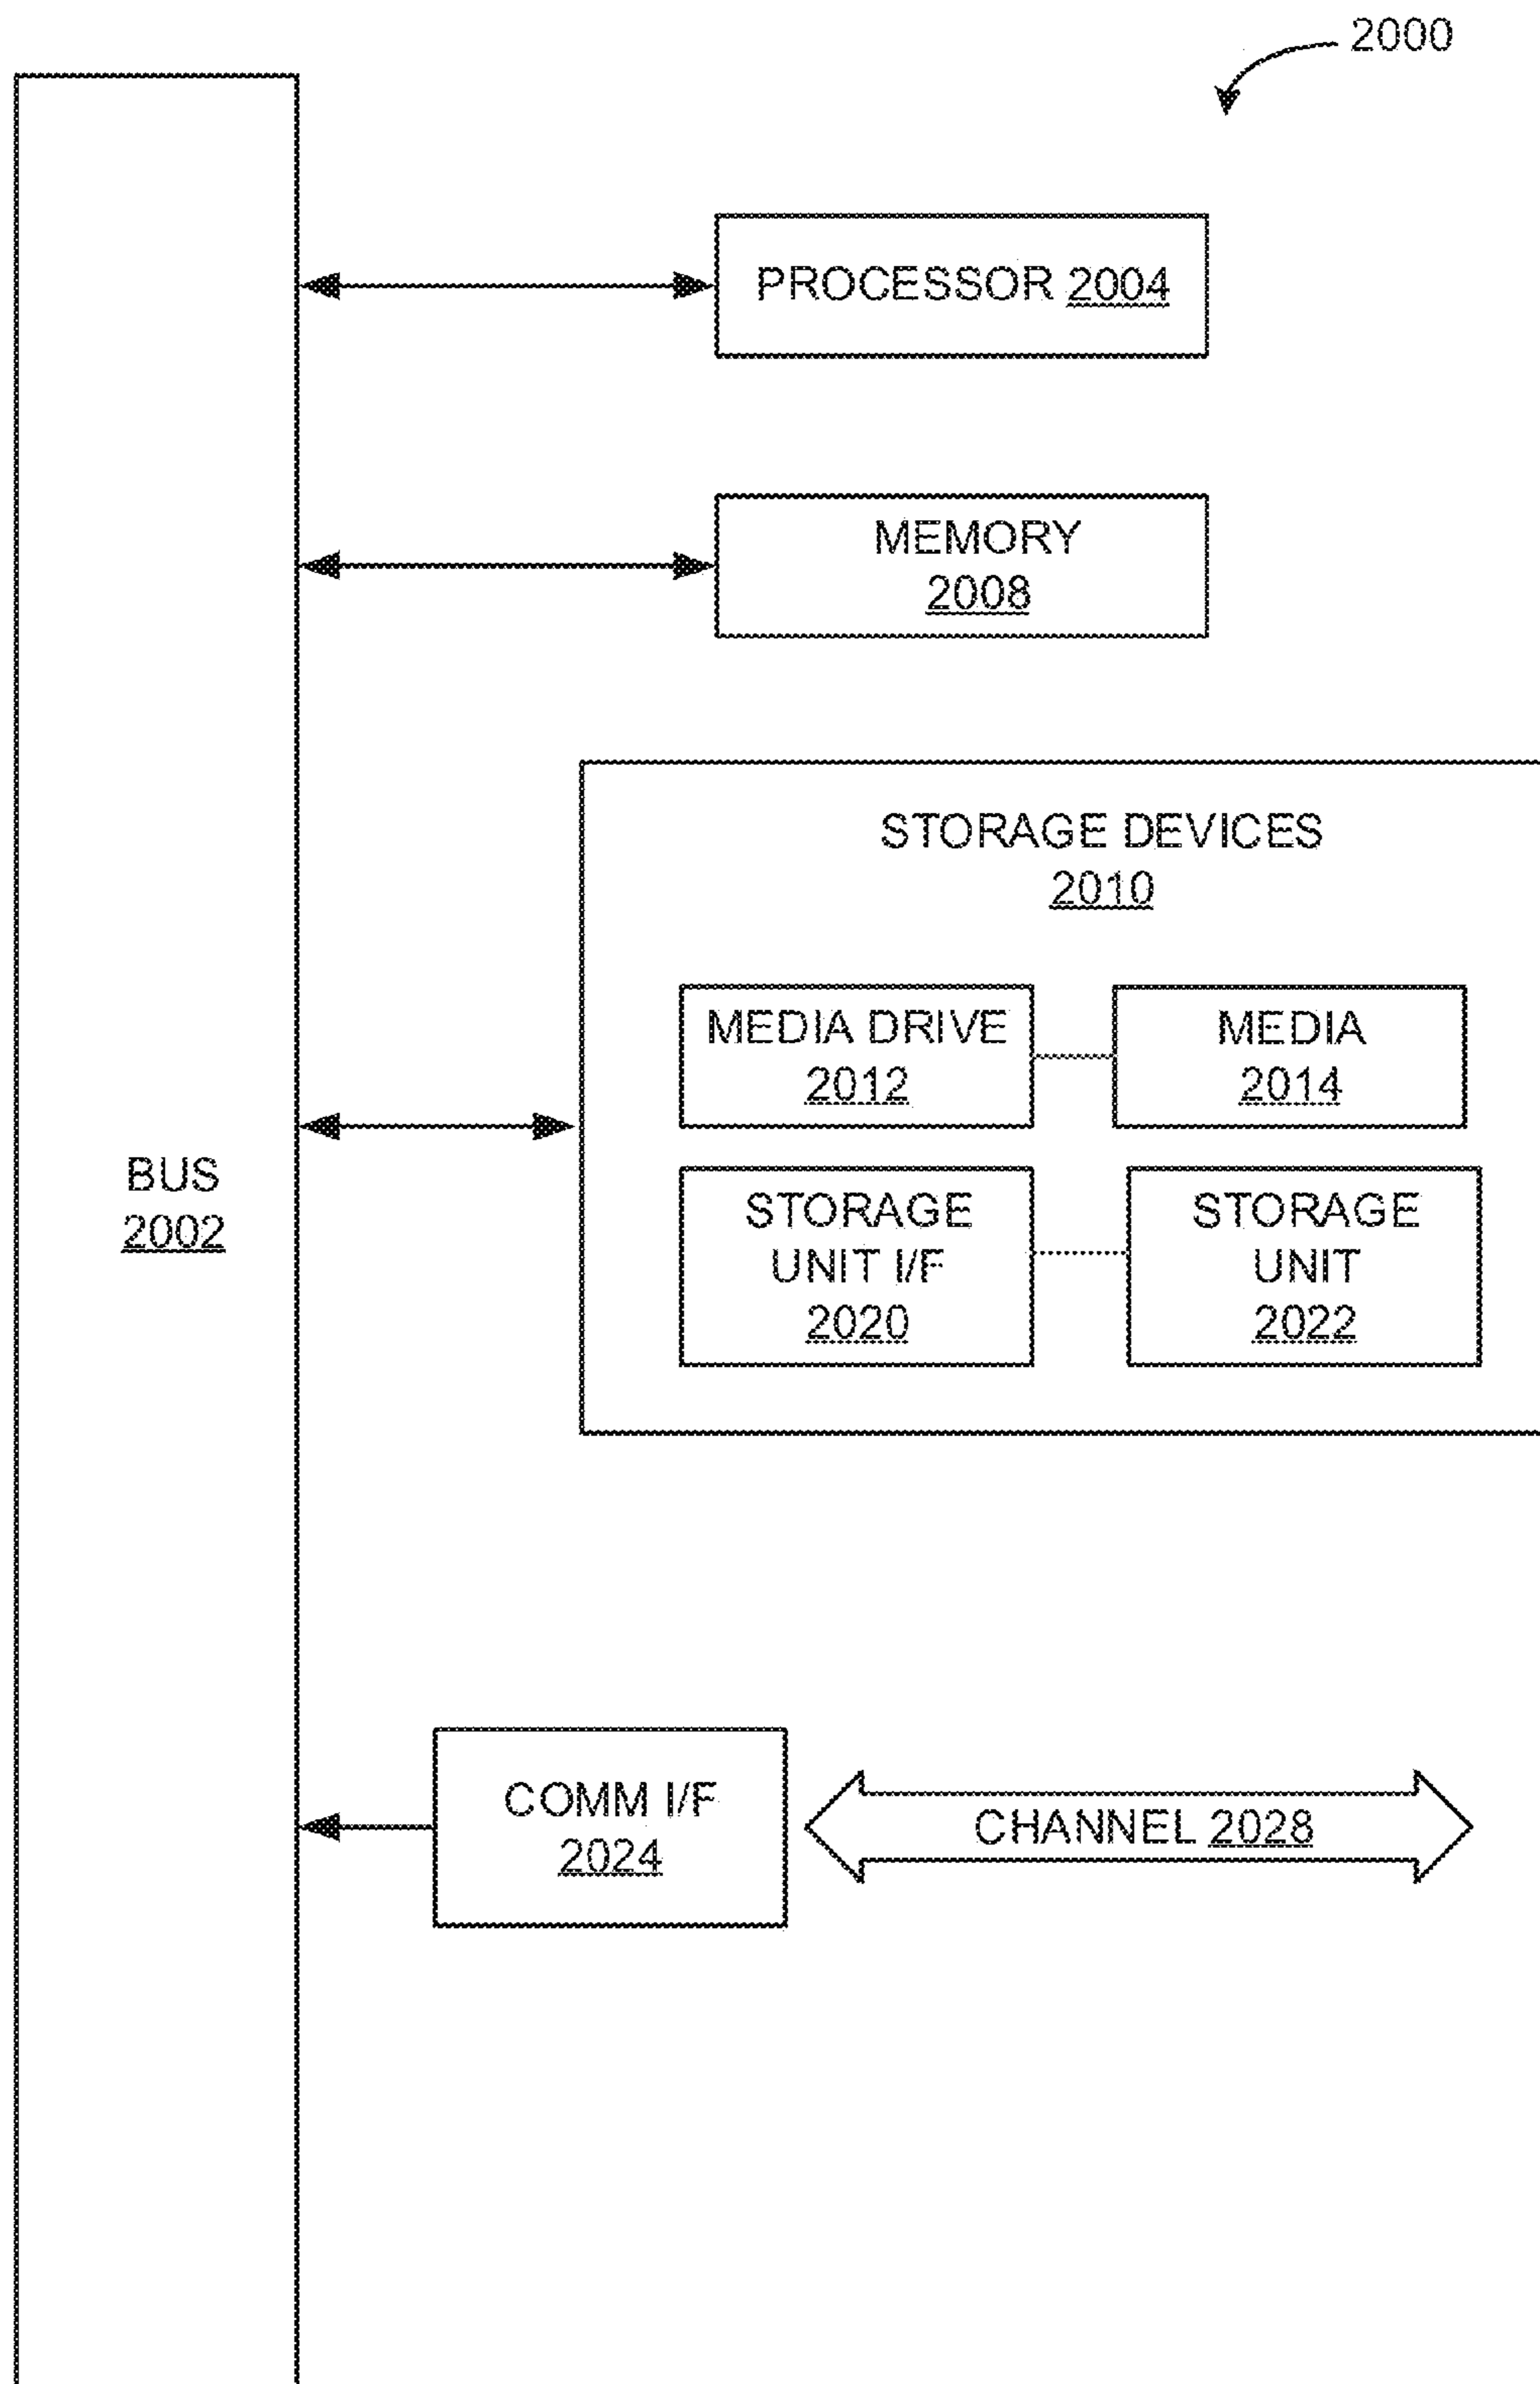 2000
PROCESSOR 2004
MEMORY
2008
STORAGE DEVICES
2010
MEDIA DRIVE
2012
MEDIA
2014
BUS
2002
STORAGE
UNIT I/F
2020
STORAGE
UNIT
2022
COMM I/F
2024
CHANNEL 2028